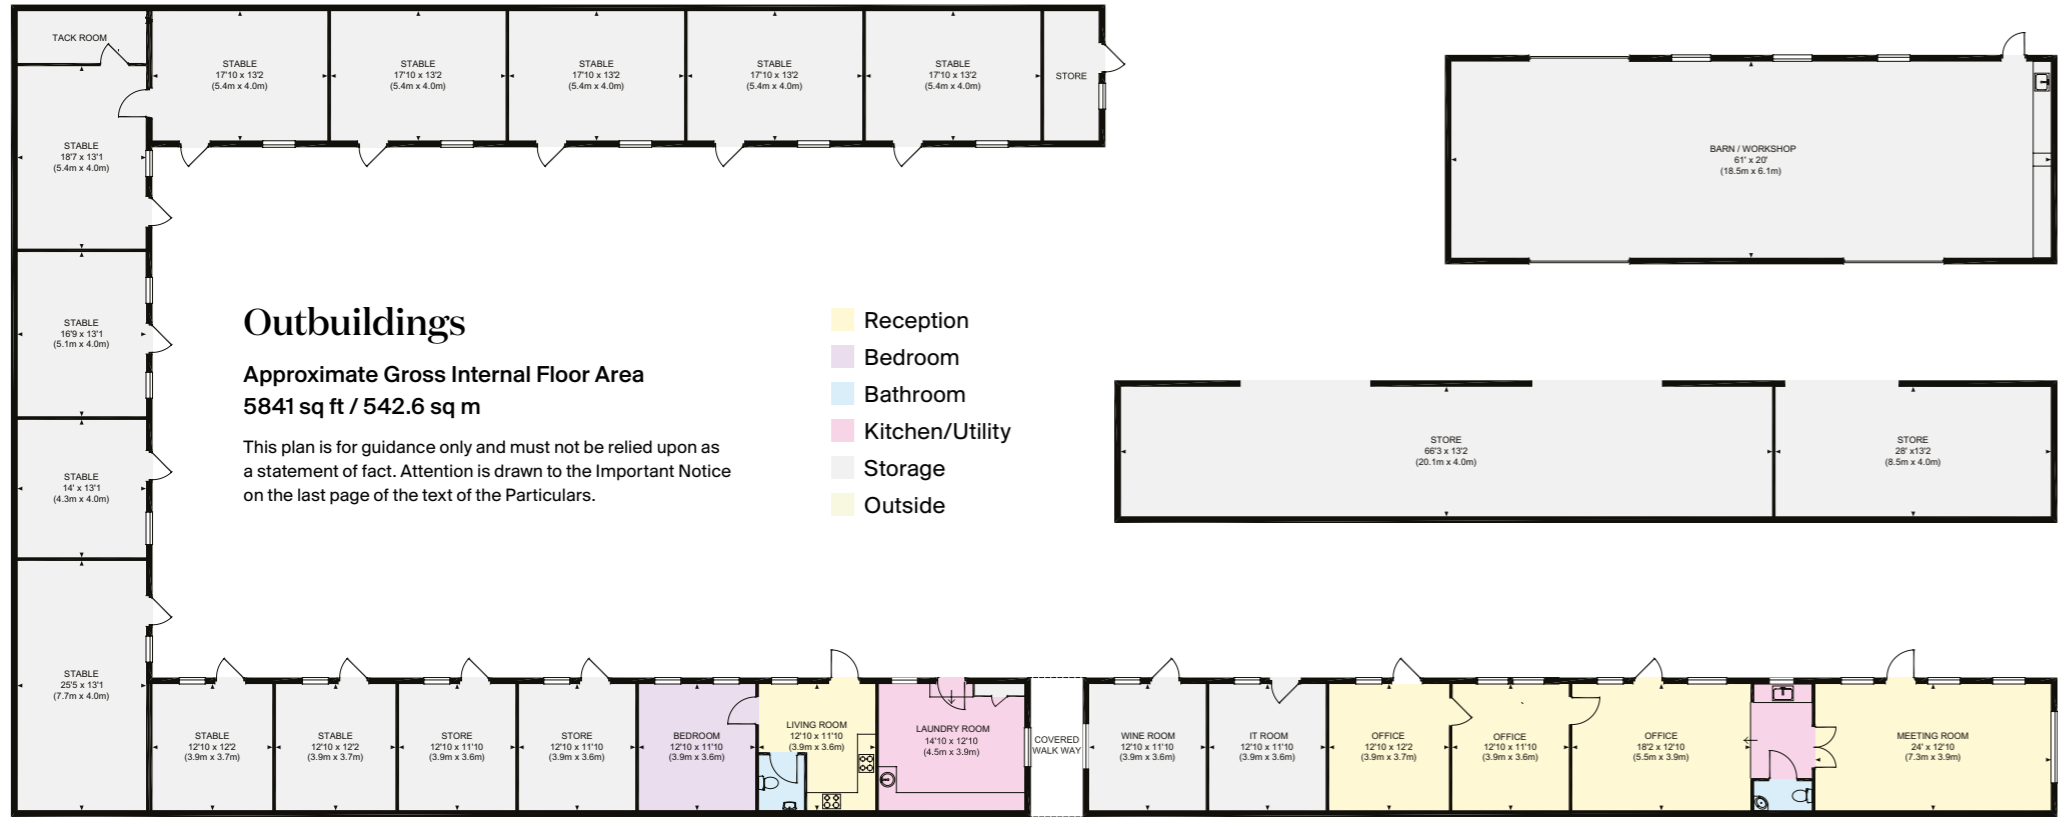 TACK ROOM
STABLE
17'10 x 13'2
(5.4m x 4.0m)
STABLE
17'10 x 13'2
(5.4m x 4.0m)
STABLE
17'10 x 13'2
(5.4m x 4.0m)
STABLE
17'10 x 13'2
(5.4m x 4.0m)
STABLE
17'10 x 13'2
(5.4m x 4.0m)
STORE
BARN / WORKSHOP
61' x 20'
(18.5m x 6.1m)
STABLE
18'7 x 13'1
(5.4m x 4.0m)
STABLE
16'9 x 13'1
(5.1m x 4.0m)
STABLE
14' x 13'1
(4.3m x 4.0m)
STABLE
25'5 x 13'1
(7.7m x 4.0m)
Outbuildings
Approximate Gross Internal Floor Area
5841 sq ft / 542.6 sq m
This plan is for guidance only and must not be relied upon as
a statement of fact. Attention is drawn to the Important Notice
on the last page of the text of the Particulars.
Reception
Bedroom
Bathroom
Kitchen/Utility
Storage
Outside
STORE
66'3 x 13'2
(20.1m x 4.0m)
STORE
28' x13'2
(8.5m x 4.0m)
STABLE
12'10 x 12'2
(3.9m x 3.7m)
STABLE
12'10 x 12'2
(3.9m x 3.7m)
STORE
12'10 x 11'10
(3.9m x 3.6m)
STORE
12'10 x 11'10
(3.9m x 3.6m)
BEDROOM
12'10 x 11'10
(3.9m x 3.6m)
LIVING ROOM
12'10 x 11'10
(3.9m x 3.6m)
LAUNDRY ROOM
14'10 x 12'10
(4.5m x 3.9m)
COVERED
WALK WAY
WINE ROOM
12'10 x 11'10
(3.9m x 3.6m)
IT ROOM
12'10 x 11'10
(3.9m x 3.6m)
OFFICE
12'10 x 12'2
(3.9m x 3.7m)
OFFICE
12'10 x 11'10
(3.9m x 3.6m)
OFFICE
18'2 x 12'10
(5.5m x 3.9m)
MEETING ROOM
24' x 12'10
(7.3m x 3.9m)